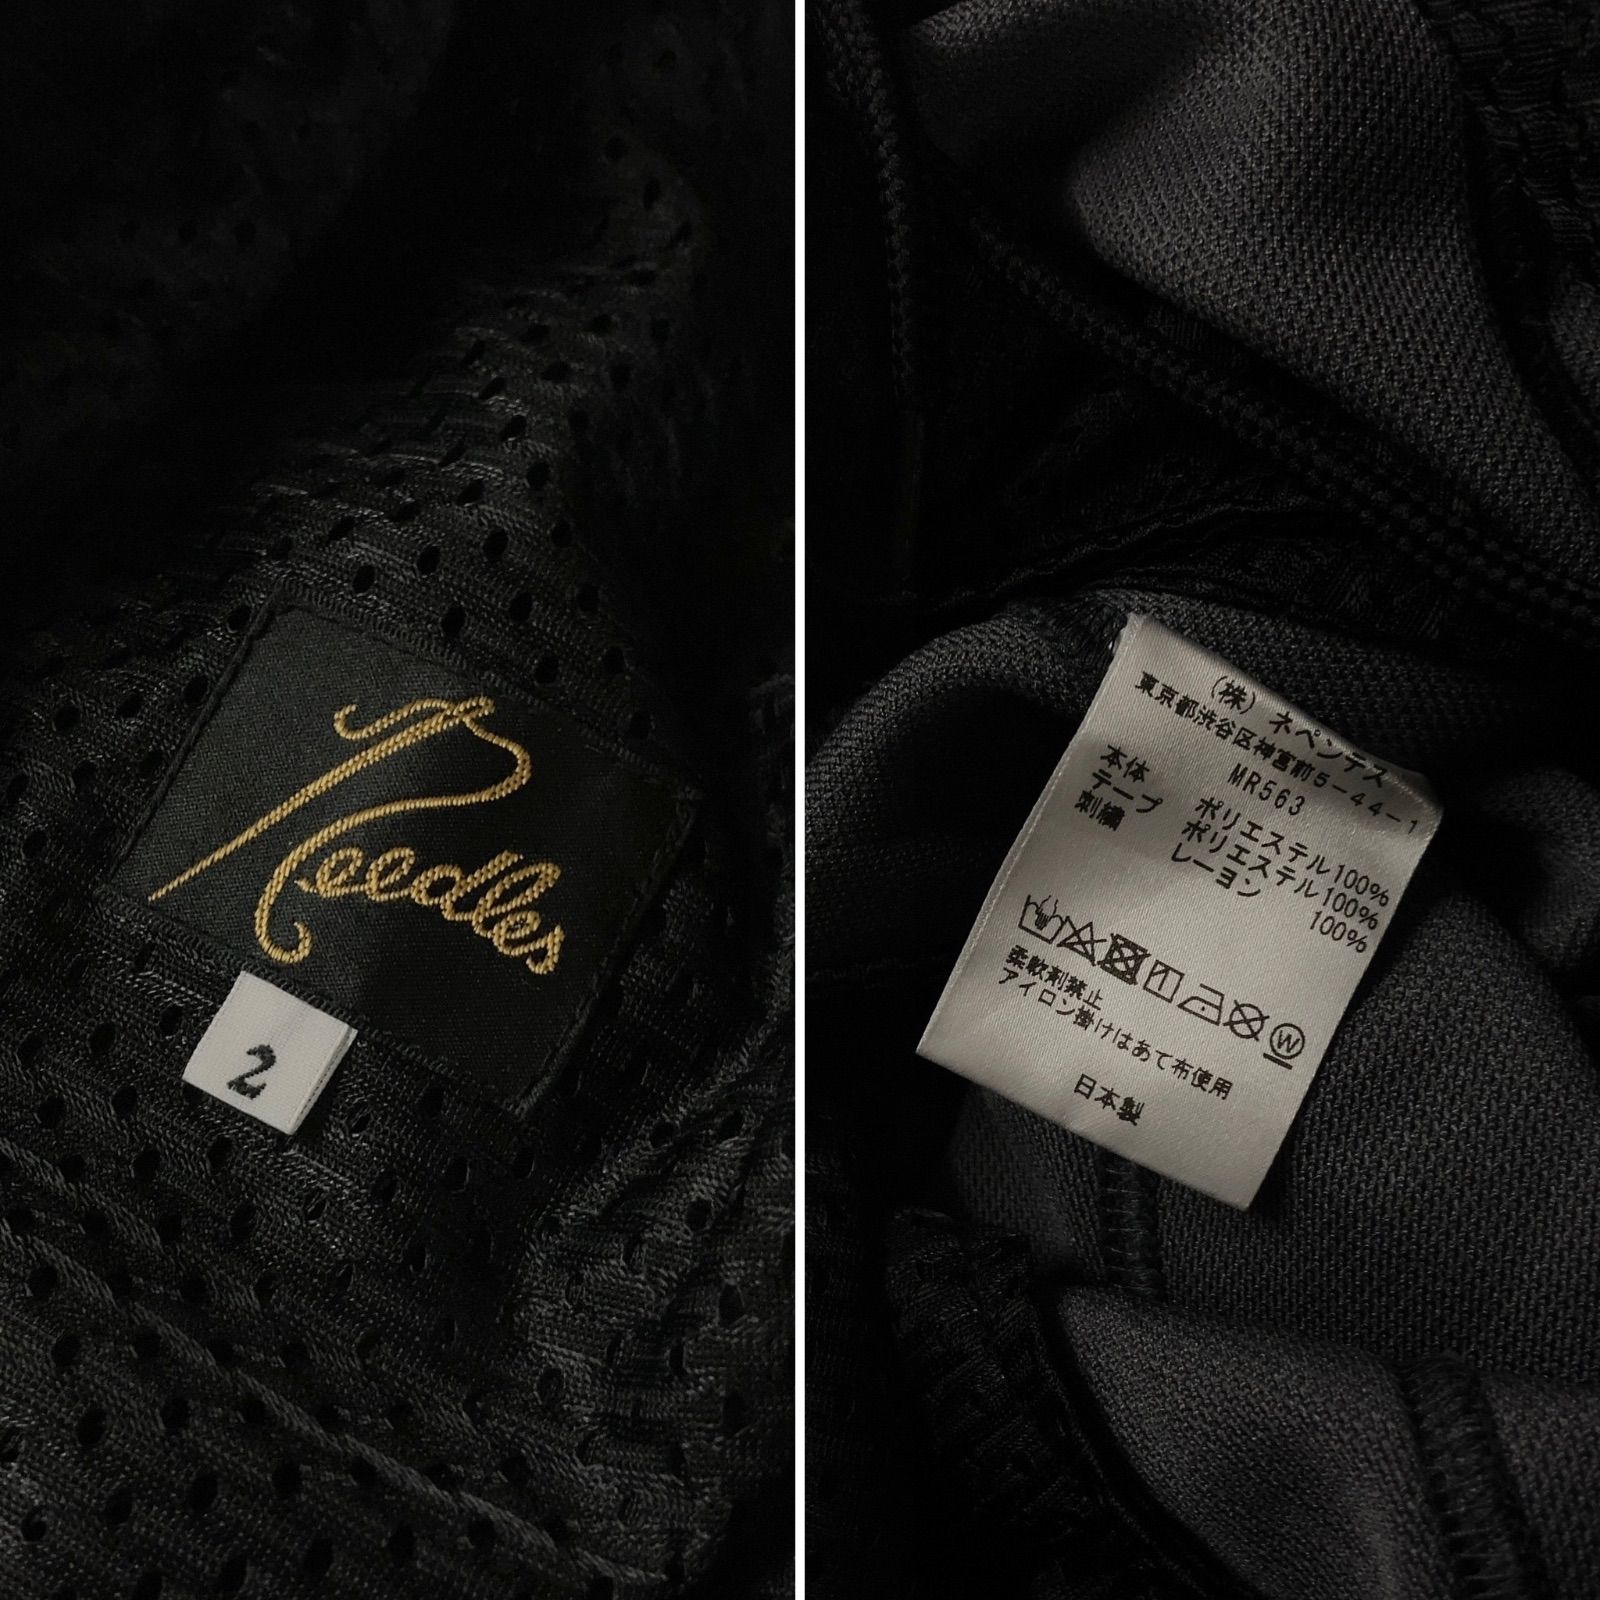 Needles
2
(株) ネペンテス
東京都渋谷区神宮前5-44-1
MR563
本体 ポリエステル100%
テープ ポリエステル100%
刺繍 レーヨン 100%
W
柔軟剤禁止
アイロン掛けはあて布使用
日本製